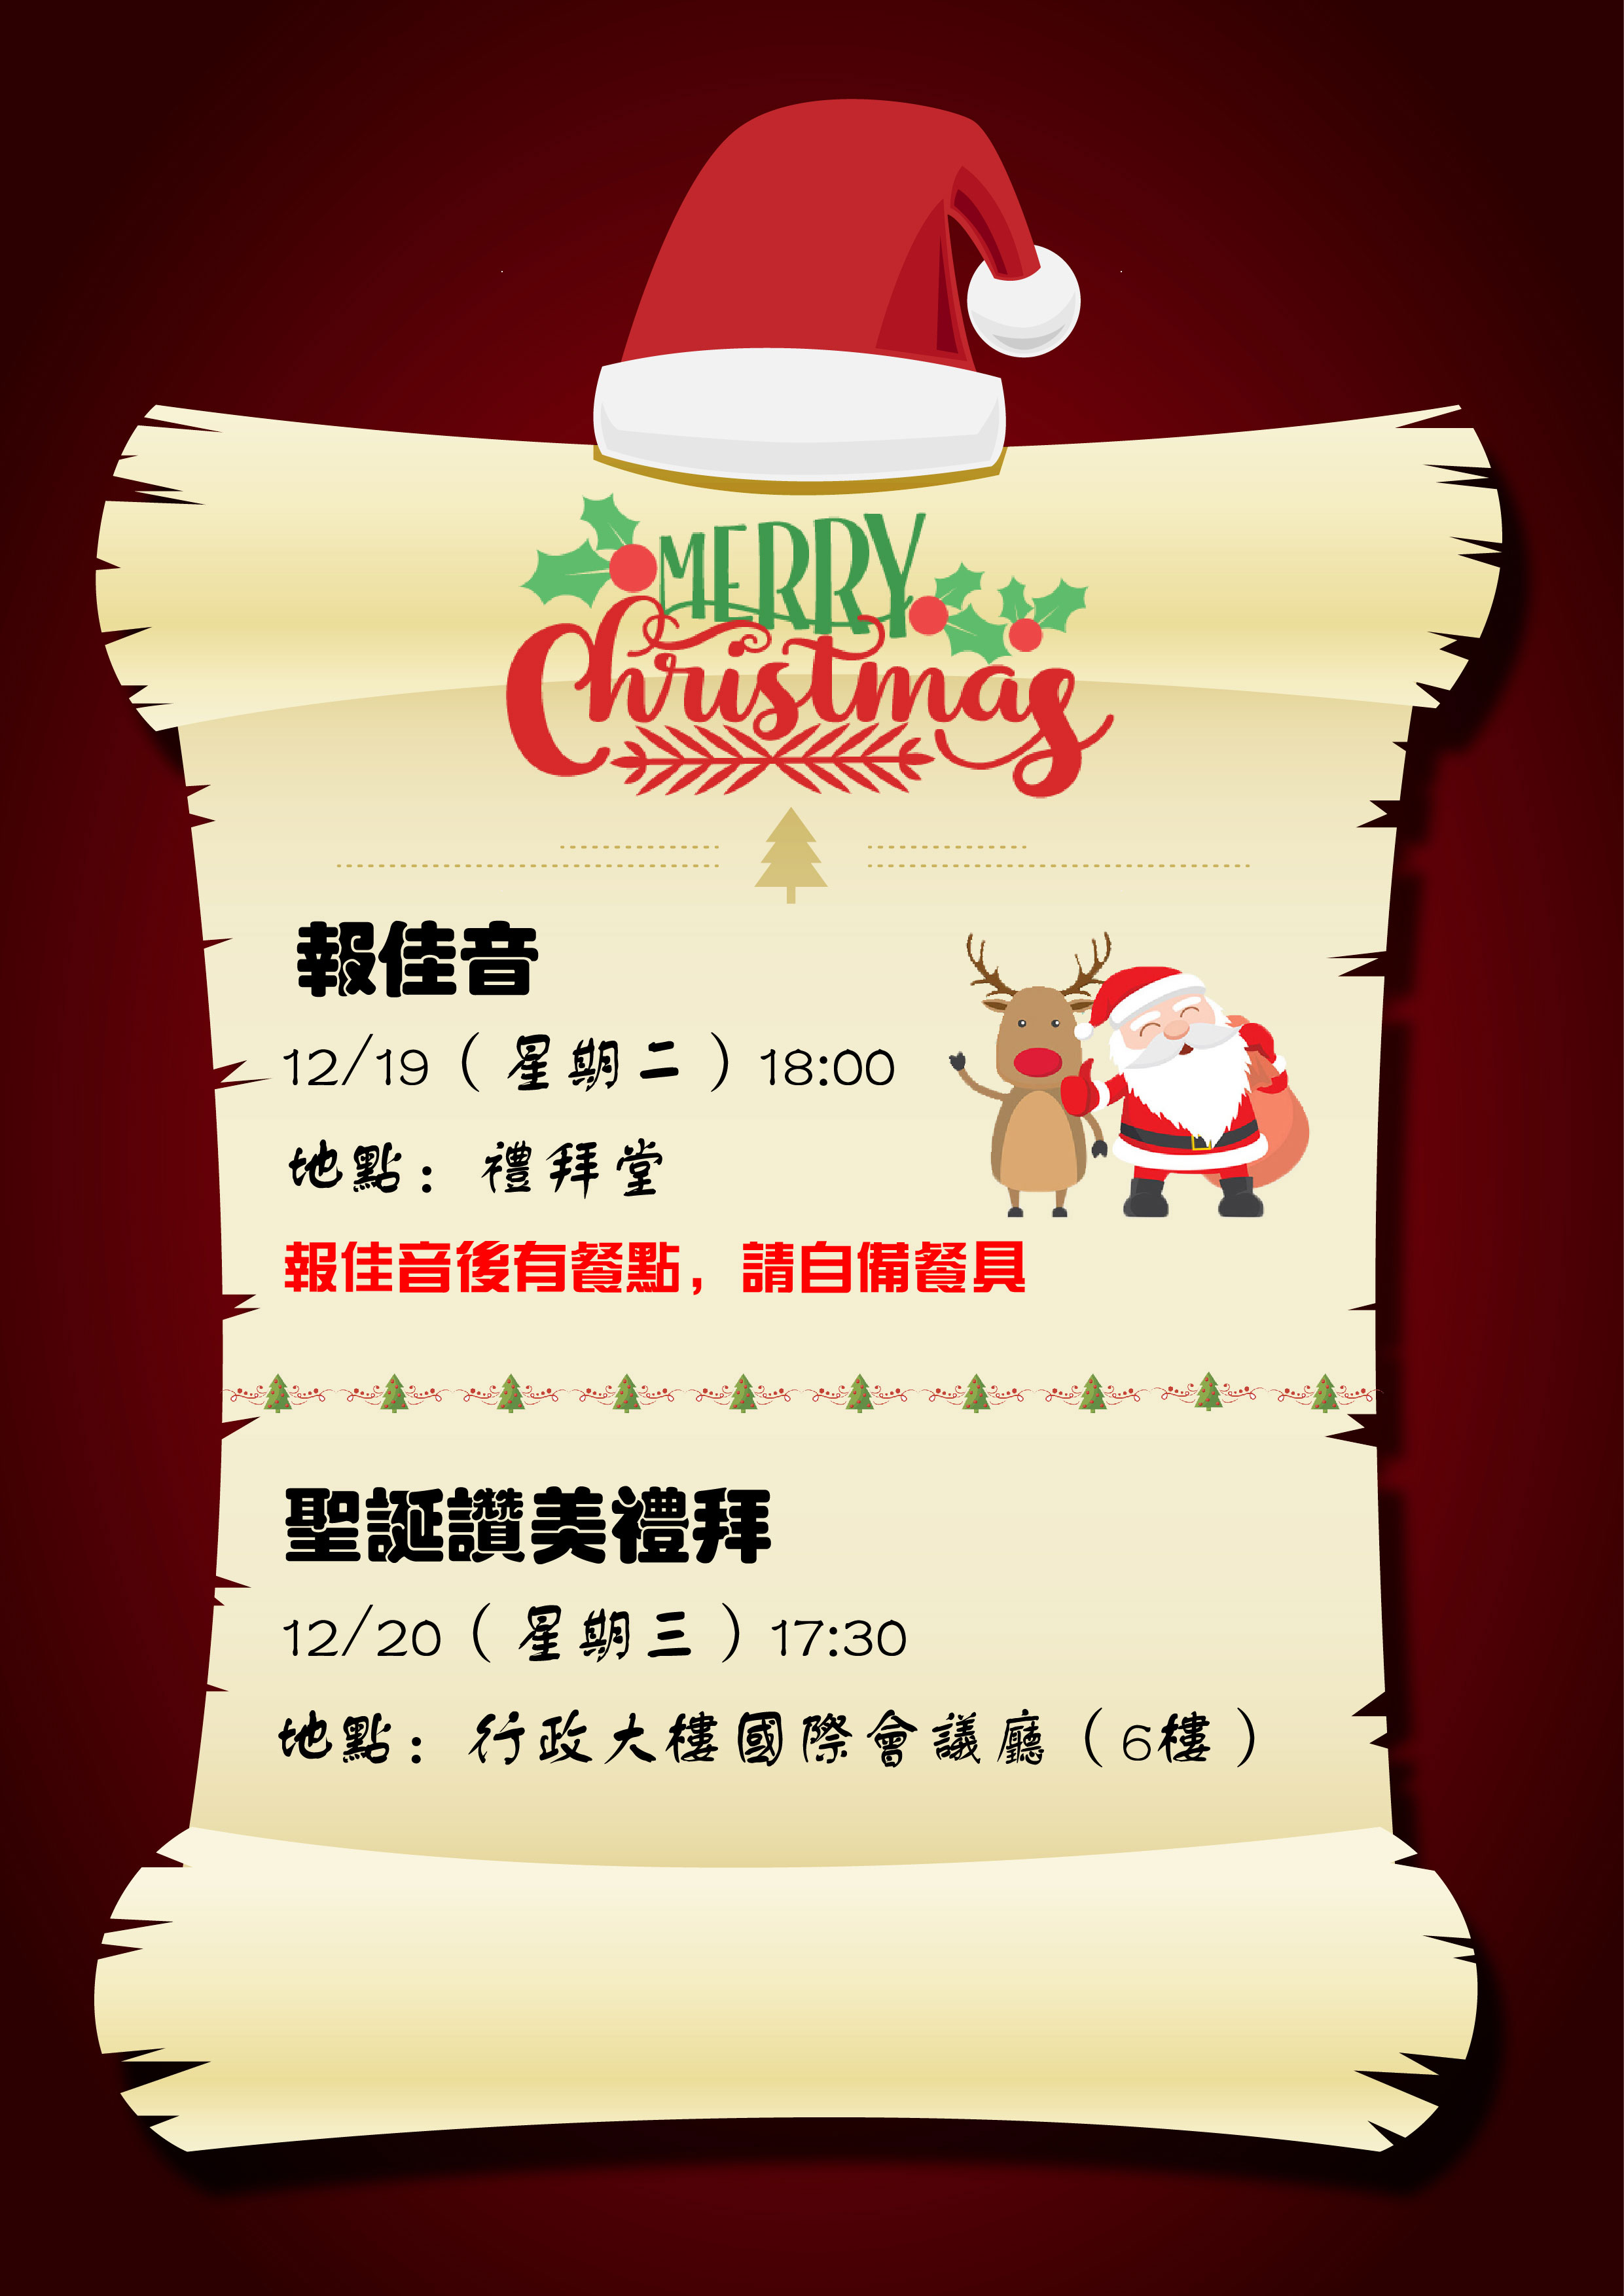 MERRY
Christmas
報佳音
12/19（星期二）18:00
地點：禮拜堂
報佳音後有餐點，請自備餐具
聖誕讚美禮拜
12/20（星期三）17:30
地點：行政大樓國際會議廳（6樓）